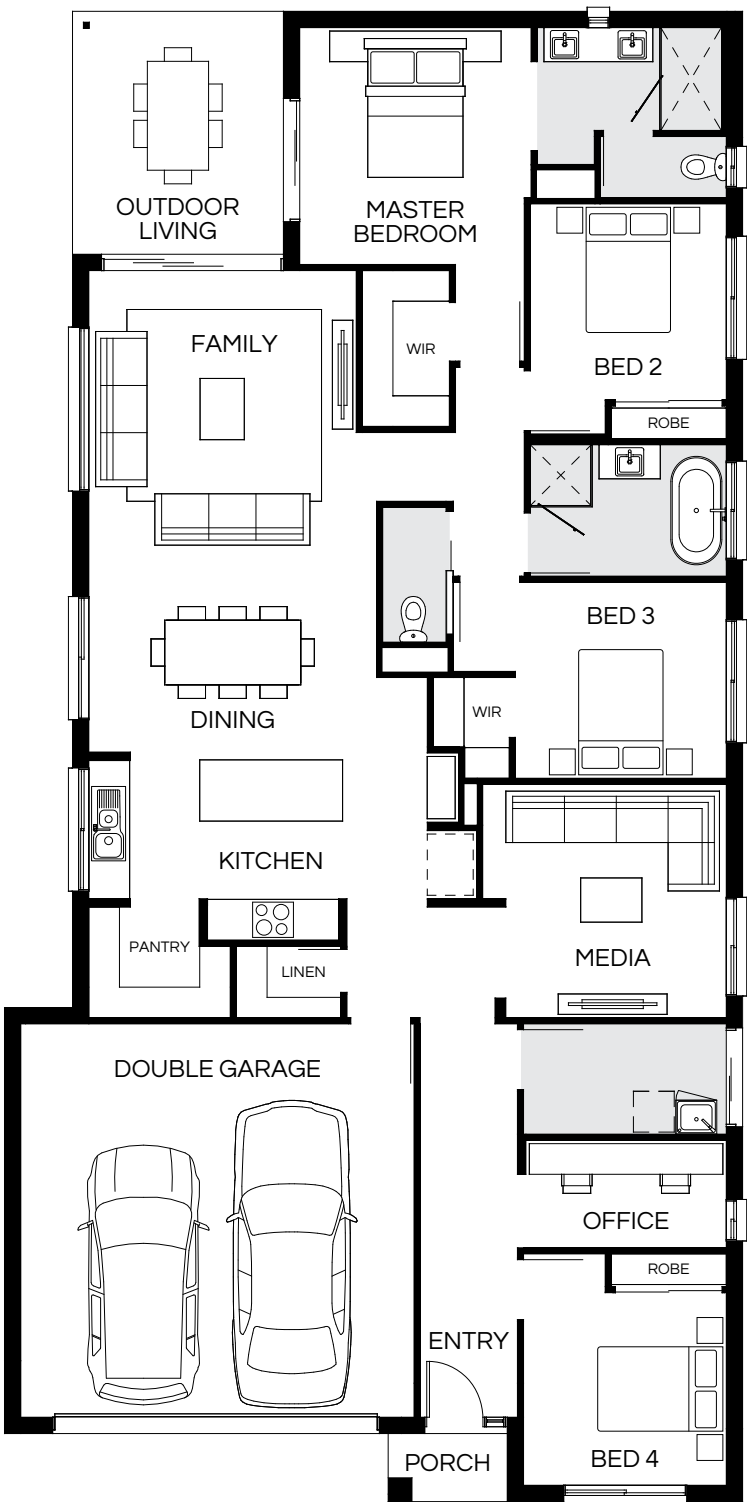 OUTDOOR
LIVING
MASTER
BEDROOM
FAMILY
WIR
BED 2
ROBE
BED 3
DINING
WIR
KITCHEN
PANTRY
LINEN
MEDIA
DOUBLE GARAGE
OFFICE
ROBE
ENTRY
BED 4
PORCH